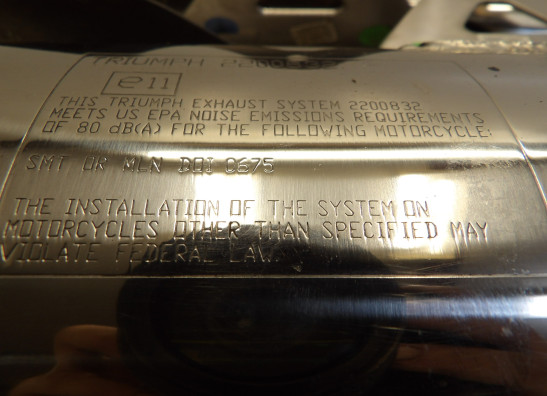 TRIUMPH 2200832
e11
THIS TRIUMPH EXHAUST SYSTEM 2200832
MEETS US EPA NOISE EMISSIONS REQUIREMENTS
OF 80 dB(A) FOR THE FOLLOWING MOTORCYCLE:
SMT OR MLN DOI 0675
THE INSTALLATION OF THE SYSTEM ON
MOTORCYCLES OTHER THAN SPECIFIED MAY
VIOLATE FEDERAL LAW.